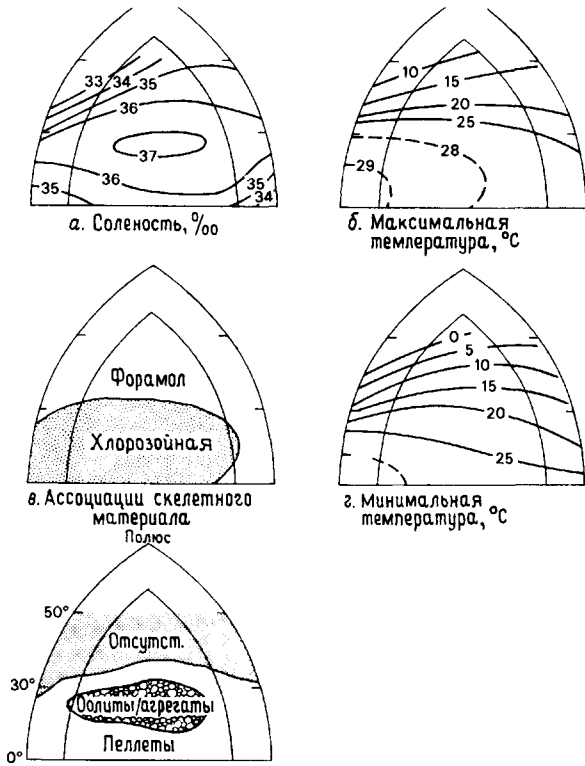 33 34 35
36
37
36
35
35
34
а. Соленость, ‰
10
15
20
25
28
29
б. Максимальная
температура, °С
Форамол
Хлорозойная
в. Ассоциации скелетного
материала
0
5
10
15
20
25
г. Минимальная
температура, °С
Полюс
50°
Отсутст.
30°
Оолиты/агрегаты
Пеллеты
0°